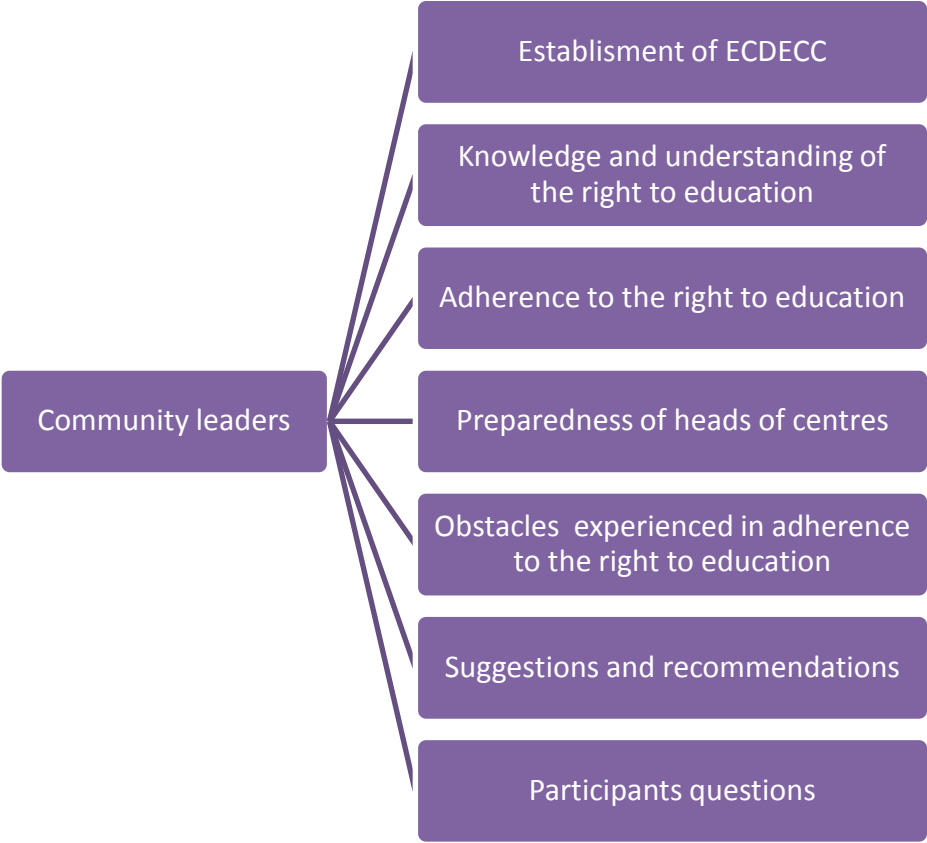 Establisment of ECDECC
Knowledge and understanding of
the right to education
Adherence to the right to education
Community leaders
Preparedness of heads of centres
Obstacles  experienced in adherence
to the right to education
Suggestions and recommendations
Participants questions